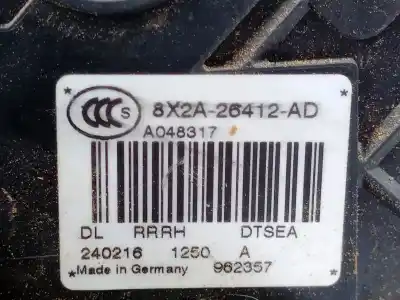 CCC S
8X2A-26412-AD
A048317
DL RRRH DTSEA
240216 1250 A
Made in Germany 962357